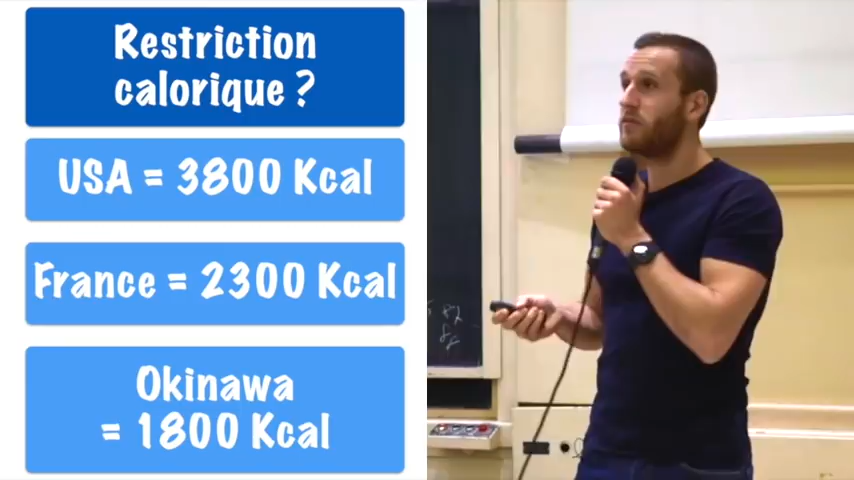 Restriction
calorique ?
USA = 3800 Kcal
France = 2300 Kcal
Okinawa
= 1800 Kcal